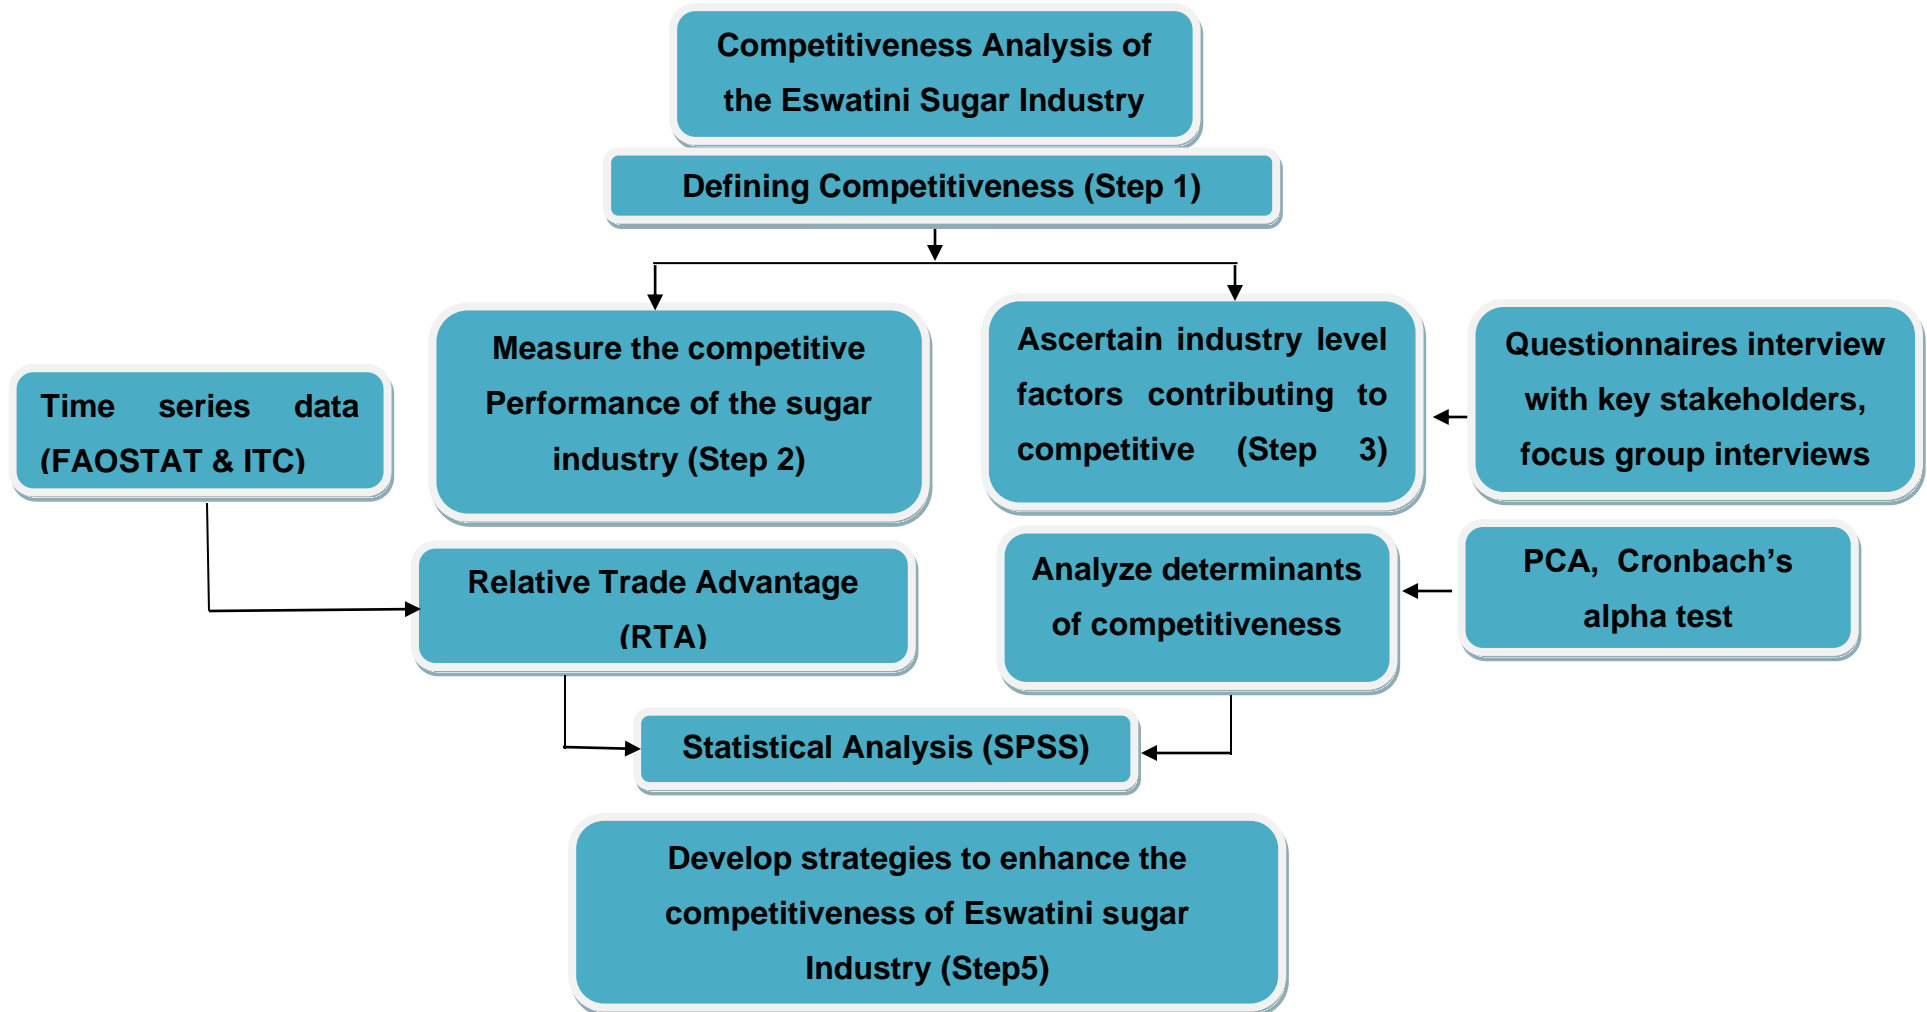 Competitiveness Analysis of
the Eswatini Sugar Industry
Defining Competitiveness (Step 1)
Time series data
(FAOSTAT & ITC)
Measure the competitive
Performance of the sugar
industry (Step 2)
Ascertain industry level
factors contributing to
competitive (Step 3)
Questionnaires interview
with key stakeholders,
focus group interviews
Relative Trade Advantage
(RTA)
Analyze determinants
of competitiveness
PCA, Cronbach’s
alpha test
Statistical Analysis (SPSS)
Develop strategies to enhance the
competitiveness of Eswatini sugar
Industry (Step5)